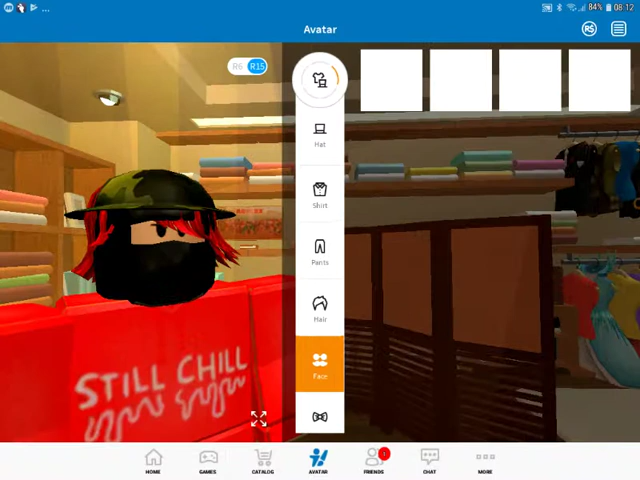 84% 08:12
Avatar
R$
R6 R15
Hat
Shirt
Pants
Hair
Face
STILL CHILL
HOME
GAMES
CATALOG
AVATAR
FRIENDS
1
CHAT
MORE